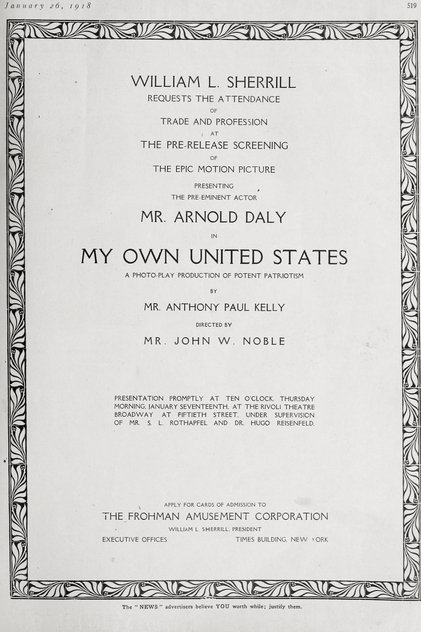 January 26, 1918
519
WILLIAM L. SHERRILL
REQUESTS THE ATTENDANCE
OF
TRADE AND PROFESSION
AT
THE PRE-RELEASE SCREENING
OF
THE EPIC MOTION PICTURE
PRESENTING
THE PRE-EMINENT ACTOR
MR. ARNOLD DALY
IN
MY OWN UNITED STATES
A PHOTO-PLAY PRODUCTION OF POTENT PATRIOTISM
BY
MR. ANTHONY PAUL KELLY
DIRECTED BY
MR. JOHN W. NOBLE
PRESENTATION PROMPTLY AT TEN O'CLOCK, THURSDAY
MORNING, JANUARY SEVENTEENTH, AT THE RIVOLI THEATRE
BROADWAY AT FIFTIETH STREET, UNDER SUPERVISION
OF MR. S. L. ROTHAPFEL AND DR. HUGO REISENFELD.
APPLY FOR CARDS OF ADMISSION TO
THE FROHMAN AMUSEMENT CORPORATION
WILLIAM L. SHERRILL, PRESIDENT
EXECUTIVE OFFICES TIMES BUILDING, NEW YORK
The "NEWS" advertisers believe YOU worth while; justify them.